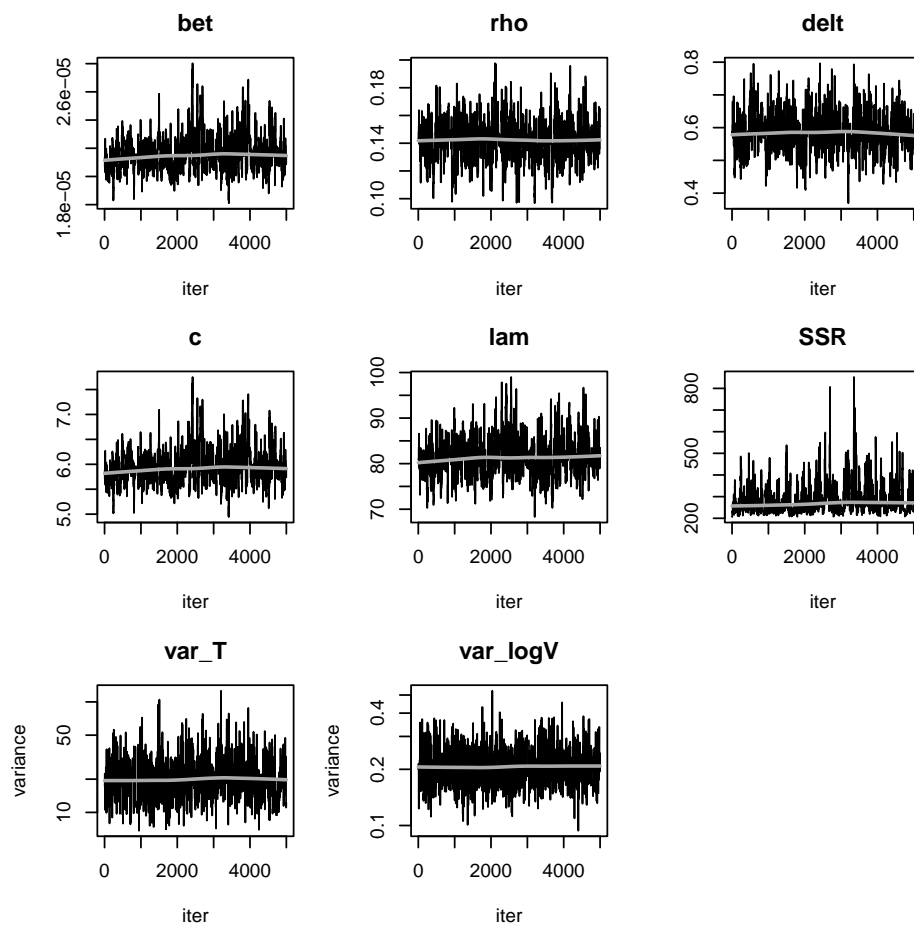 bet
1.8e-05 2.6e-05
0 2000 4000
iter
rho
0.10 0.14 0.18
0 2000 4000
iter
delt
0.4 0.6 0.8
0 2000 4000
iter
c
5.0 6.0 7.0
0 2000 4000
iter
lam
70 80 90 100
0 2000 4000
iter
SSR
200 500 800
0 2000 4000
iter
var_T
variance
10 50
0 2000 4000
iter
var_logV
variance
0.1 0.2 0.4
0 2000 4000
iter